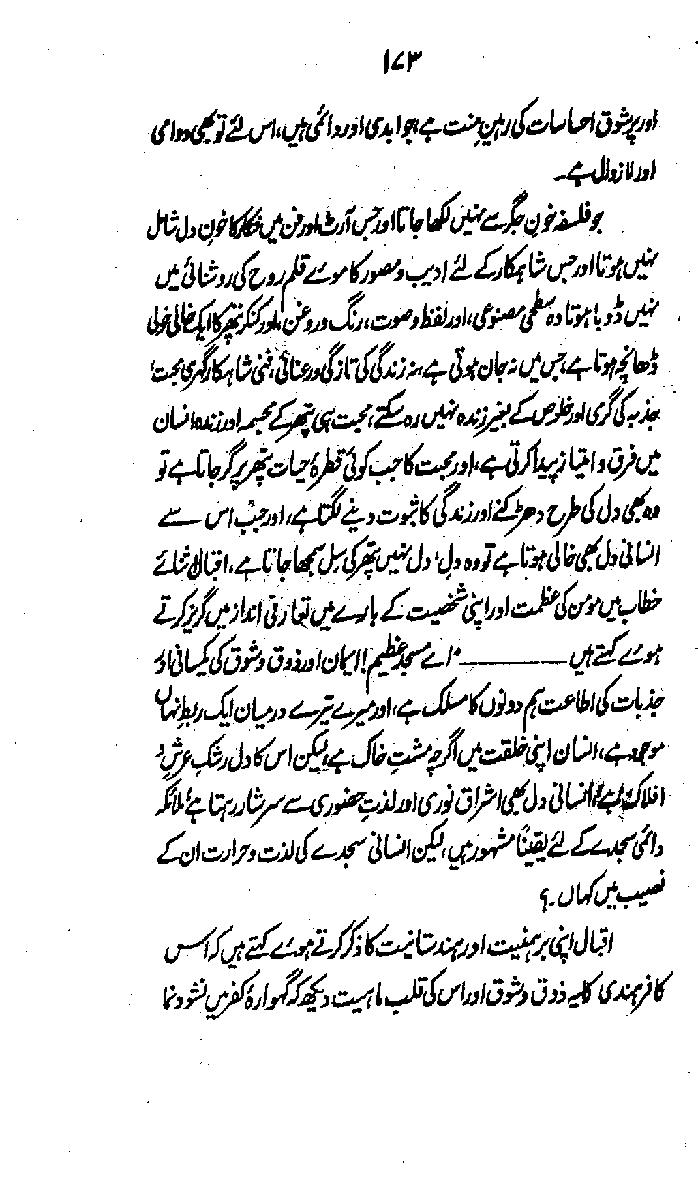 ۱۷۳
اور پرشوق احساسات کی رہینِ منت ہے جو ابدی اور دائمی ہیں، اس لئے تو بھی دوامی
اور لازوال ہے۔
جو فلسفہ خونِ جگر سے نہیں لکھا جاتا اور جس آرٹ اور فن میں فنکار کا خونِ دل شامل
نہیں ہوتا اور جس شاہکار کے لئے ادیب و مصور کا موئے قلم روح کی روشنائی میں
نہیں ڈوبا ہوتا وہ سطحی مصنوعی، اور لفظ و صوت، رنگ و روغن، اور کنکر پتھر کا ایک خالی خولی
ڈھانچہ ہوتا ہے، جس میں نہ جان ہوتی ہے، نہ زندگی کی تازگی و رعنائی، فنی شاہکار گہری محبت،
جذبہ کی گرمی اور خلوص کے بغیر زندہ نہیں رہ سکتے، محبت ہی پتھر کے مجسمہ اور زندہ انسان
میں فرق و امتیاز پیدا کرتی ہے، اور محبت کا جب کوئی قطرۂ حیات پتھر پر گر جاتا ہے تو
وہ بھی دل کی طرح دھڑکنے اور زندگی کا ثبوت دینے لگتا ہے، اور جب اس سے
انسانی دل بھی خالی ہوتا ہے تو وہ دل، دل نہیں پتھر کی سِل سمجھا جاتا ہے، اقبال اثنائے
خطاب میں مومن کی عظمت اور اپنی شخصیت کے بارے میں تعارفی انداز میں گریز کرتے
ہوئے کہتے ہیں ــــــــــــ ”اے مسجد عظیم! ایمان اور ذوق و شوق کی یکسانی اور
جذبات کی اطاعت ہم دونوں کا مسلک ہے، اور میرے تیرے درمیان ایک ربطِ نہاں
موجود ہے، انسان اپنی خلقت میں اگرچہ مشتِ خاک ہے، لیکن اس کا دل رشکِ عرش و
افلاک ہے، انسانی دل بھی اشراقِ نوری اور لذتِ حضوری سے سرشار رہتا ہے، ملائکہ
دائمی سجدے کے لئے یقیناً مشہور ہیں، لیکن انسانی سجدے کی لذت و حرارت ان کے
نصیب میں کہاں۔؟
اقبال اپنی برہمنیت اور ہندستانیت کا ذکر کرتے ہوئے کہتے ہیں کہ اس
کافر ہندی کا یہ ذوق و شوق اور اس کی قلب ماہیت دیکھ کہ گہوارۂ کفر میں نشو و نما